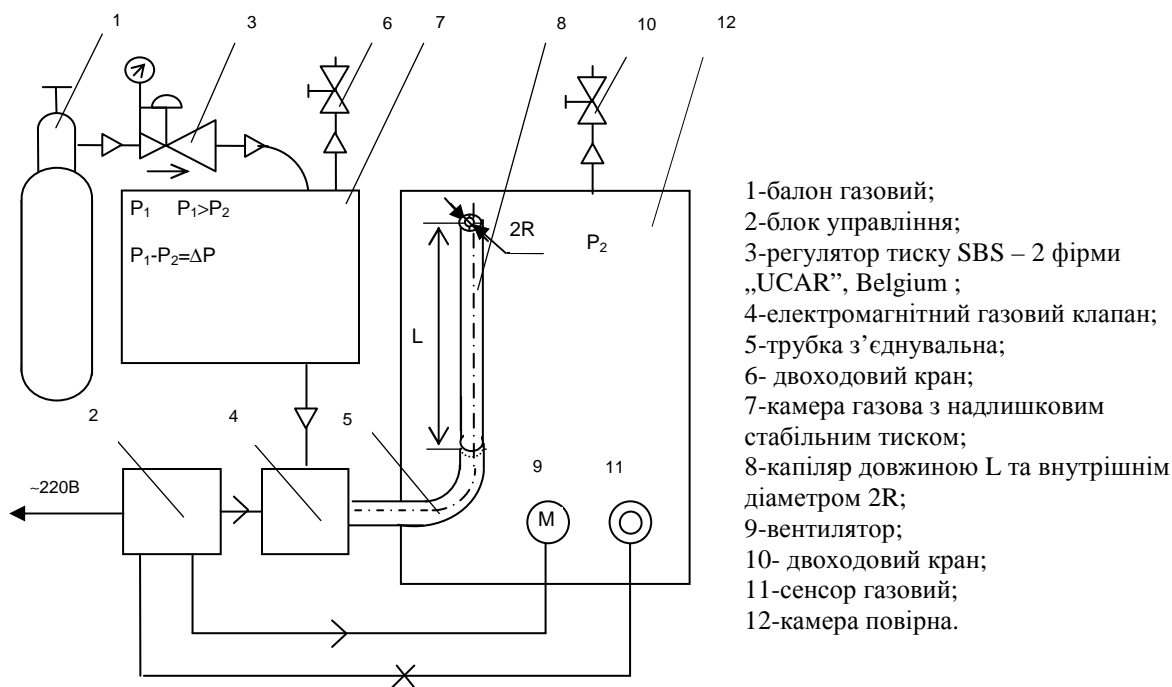 1 3 6 7 8 10 12
P₁ P₁>P₂
P₁-P₂=ΔP
2R
P₂
L
2 4 5 9 11
~220В
M
1-балон газовий;
2-блок управління;
3-регулятор тиску SBS – 2 фірми
„UCAR”, Belgium ;
4-електромагнітний газовий клапан;
5-трубка з’єднувальна;
6- двоходовий кран;
7-камера газова з надлишковим
стабільним тиском;
8-капіляр довжиною L та внутрішнім
діаметром 2R;
9-вентилятор;
10- двоходовий кран;
11-сенсор газовий;
12-камера повірна.